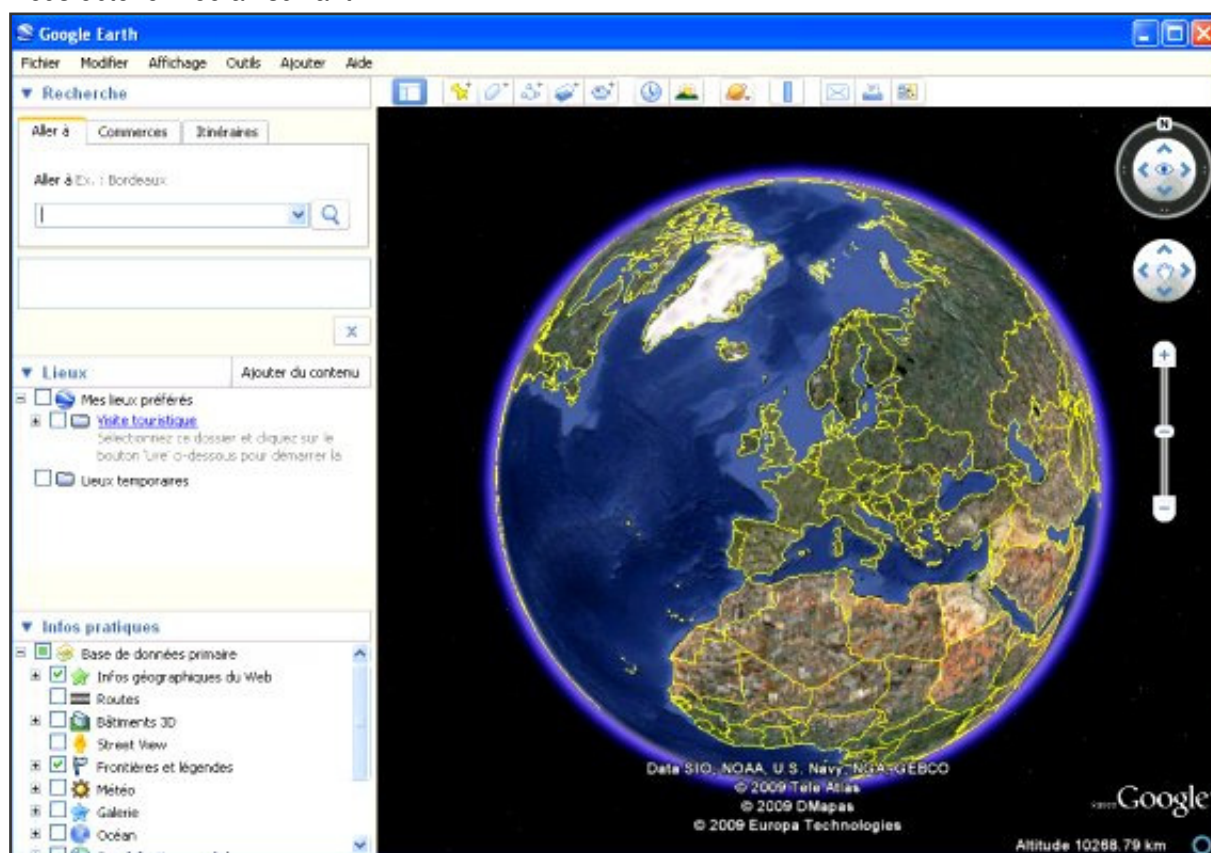 Google Earth
Fichier Modifier Affichage Outils Ajouter Aide
Recherche
Aller à Commerces Itinéraires
Aller à Ex. : Bordeaux
Lieux Ajouter du contenu
Mes lieux préférés
Visite touristique
Sélectionnez ce dossier et cliquez sur le
bouton 'Lire' ci-dessous pour démarrer la
Lieux temporaires
Infos pratiques
Base de données primaire
Infos géographiques du Web
Routes
Bâtiments 3D
Street View
Frontières et légendes
Météo
Galerie
Océan
N
Data SIO, NOAA, U.S. Navy, NGA, GEBCO
© 2009 Tele Atlas
© 2009 DMapas
© 2009 Europa Technologies
Google
Altitude 10268.79 km